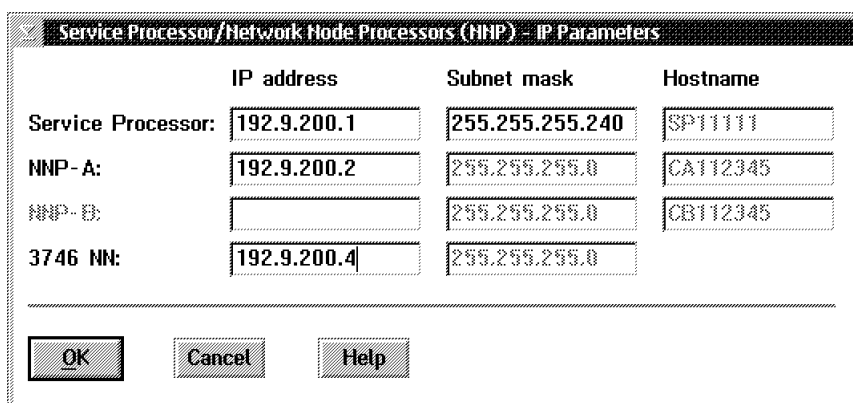 Service Processor/Network Node Processors (NNP) - IP Parameters
IP address Subnet mask Hostname
Service Processor: 192.9.200.1 255.255.255.240 SP11111
NNP-A: 192.9.200.2 255.255.255.0 CA112345
NNP-B: 255.255.255.0 CB112345
3746 NN: 192.9.200.4 255.255.255.0
OK Cancel Help